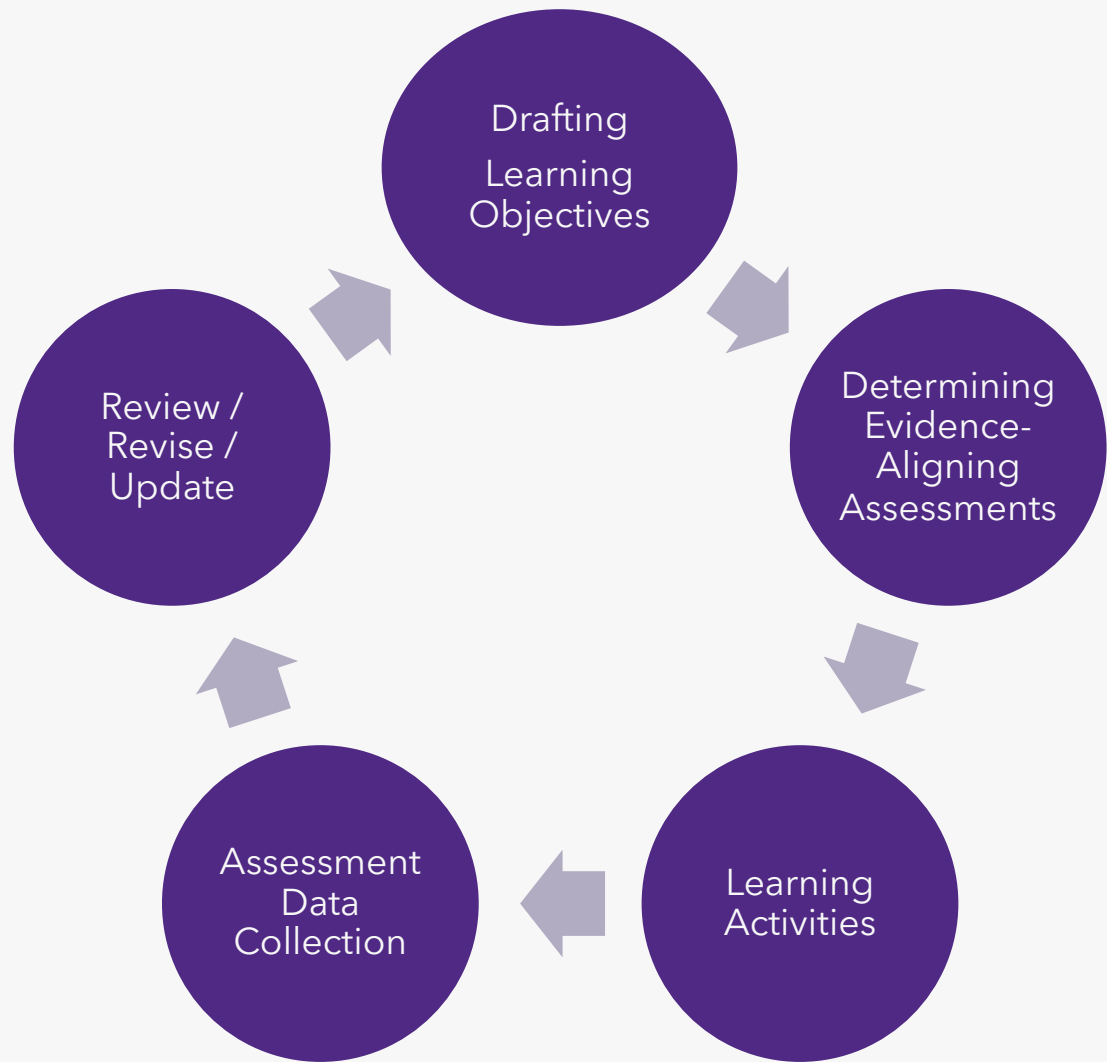 Drafting
Learning
Objectives
Determining
Evidence-
Aligning
Assessments
Learning
Activities
Assessment
Data
Collection
Review /
Revise /
Update